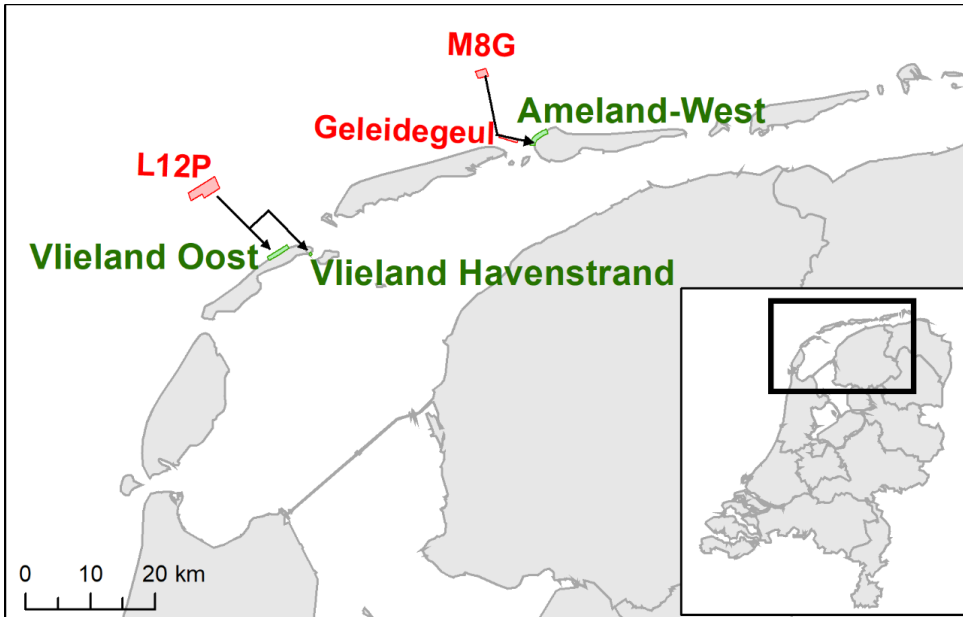 M8G
Ameland-West
Geleidegeul
L12P
Vlieland Oost
Vlieland Havenstrand
0 10 20 km